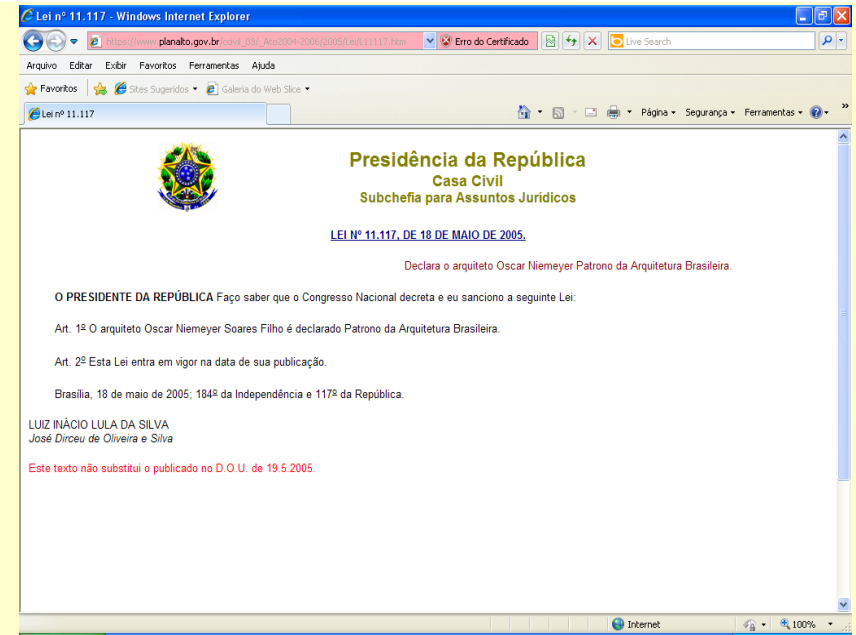 Lei nº 11.117 - Windows Internet Explorer
https://www.planalto.gov.br/ccivil_03/_Ato2004-2006/2005/Lei/L11117.htm Erro do Certificado Live Search
Arquivo Editar Exibir Favoritos Ferramentas Ajuda
Favoritos Sites Sugeridos Galeria do Web Slice
Lei nº 11.117 Página Segurança Ferramentas »
Presidência da República
Casa Civil
Subchefia para Assuntos Jurídicos
LEI Nº 11.117, DE 18 DE MAIO DE 2005.
Declara o arquiteto Oscar Niemeyer Patrono da Arquitetura Brasileira.
O PRESIDENTE DA REPÚBLICA Faço saber que o Congresso Nacional decreta e eu sanciono a seguinte Lei:
Art. 1º O arquiteto Oscar Niemeyer Soares Filho é declarado Patrono da Arquitetura Brasileira.
Art. 2º Esta Lei entra em vigor na data de sua publicação.
Brasília, 18 de maio de 2005; 184º da Independência e 117º da República.
LUIZ INÁCIO LULA DA SILVA
José Dirceu de Oliveira e Silva
Este texto não substitui o publicado no D.O.U. de 19.5.2005.
Internet 100%